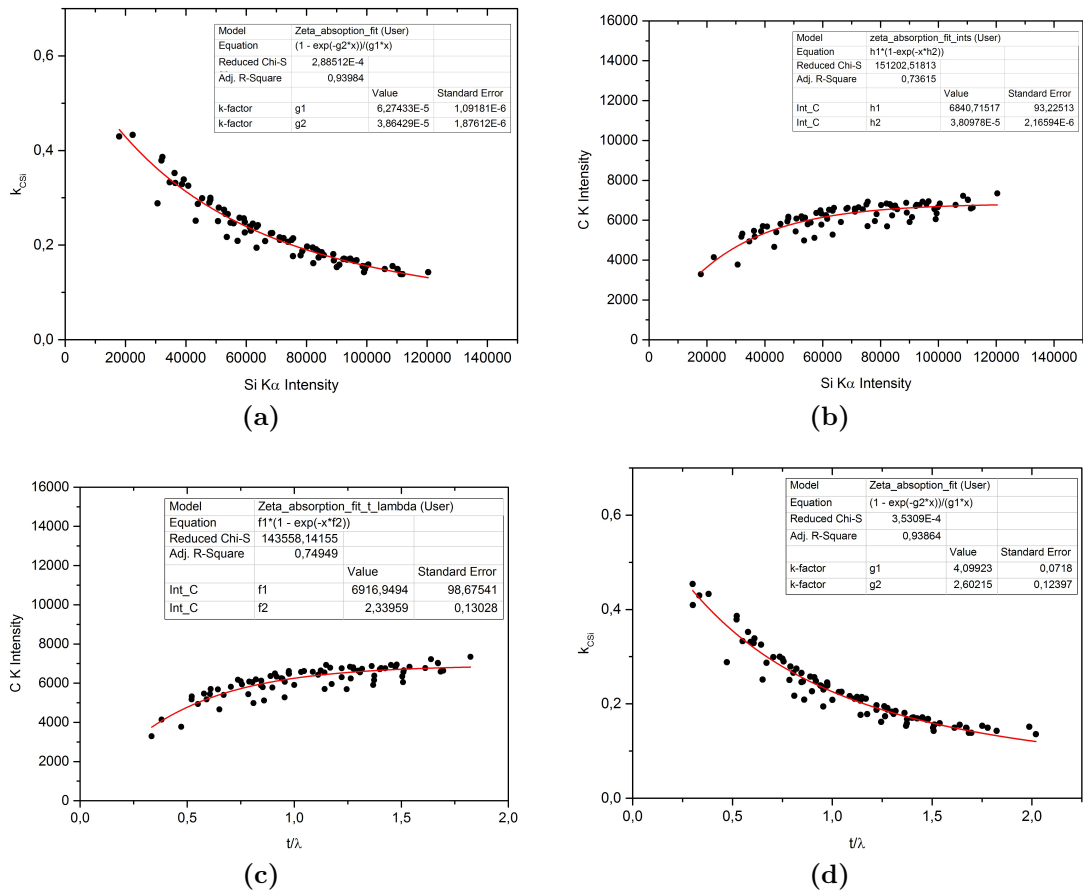 Model Zeta_absoption_fit (User)
Equation (1 - exp(-g2*x))/(g1*x)
Reduced Chi-S 2,88512E-4
Adj. R-Square 0,93984
Value Standard Error
k-factor g1 6,27433E-5 1,09181E-6
k-factor g2 3,86429E-5 1,87612E-6
0,6
0,4
0,2
0,0
kCSi
0 20000 40000 60000 80000 100000 120000 140000
Si Kα Intensity
(a)
Model zeta_absorption_fit_ints (User)
Equation h1*(1-exp(-x*h2))
Reduced Chi-S 151202,51813
Adj. R-Square 0,73615
Value Standard Error
Int_C h1 6840,71517 93,22513
Int_C h2 3,80978E-5 2,16594E-6
16000
14000
12000
10000
8000
6000
4000
2000
0
C K Intensity
0 20000 40000 60000 80000 100000 120000 140000
Si Kα Intensity
(b)
Model Zeta_absorption_fit_t_lambda (User)
Equation f1*(1 - exp(-x*f2))
Reduced Chi-S 143558,14155
Adj. R-Square 0,74949
Value Standard Error
Int_C f1 6916,9494 98,67541
Int_C f2 2,33959 0,13028
16000
14000
12000
10000
8000
6000
4000
2000
0
C K Intensity
0,0 0,5 1,0 1,5 2,0
t/λ
(c)
Model Zeta_absoption_fit (User)
Equation (1 - exp(-g2*x))/(g1*x)
Reduced Chi-S 3,5309E-4
Adj. R-Square 0,93864
Value Standard Error
k-factor g1 4,09923 0,0718
k-factor g2 2,60215 0,12397
0,6
0,4
0,2
0,0
kCSi
0,0 0,5 1,0 1,5 2,0
t/λ
(d)